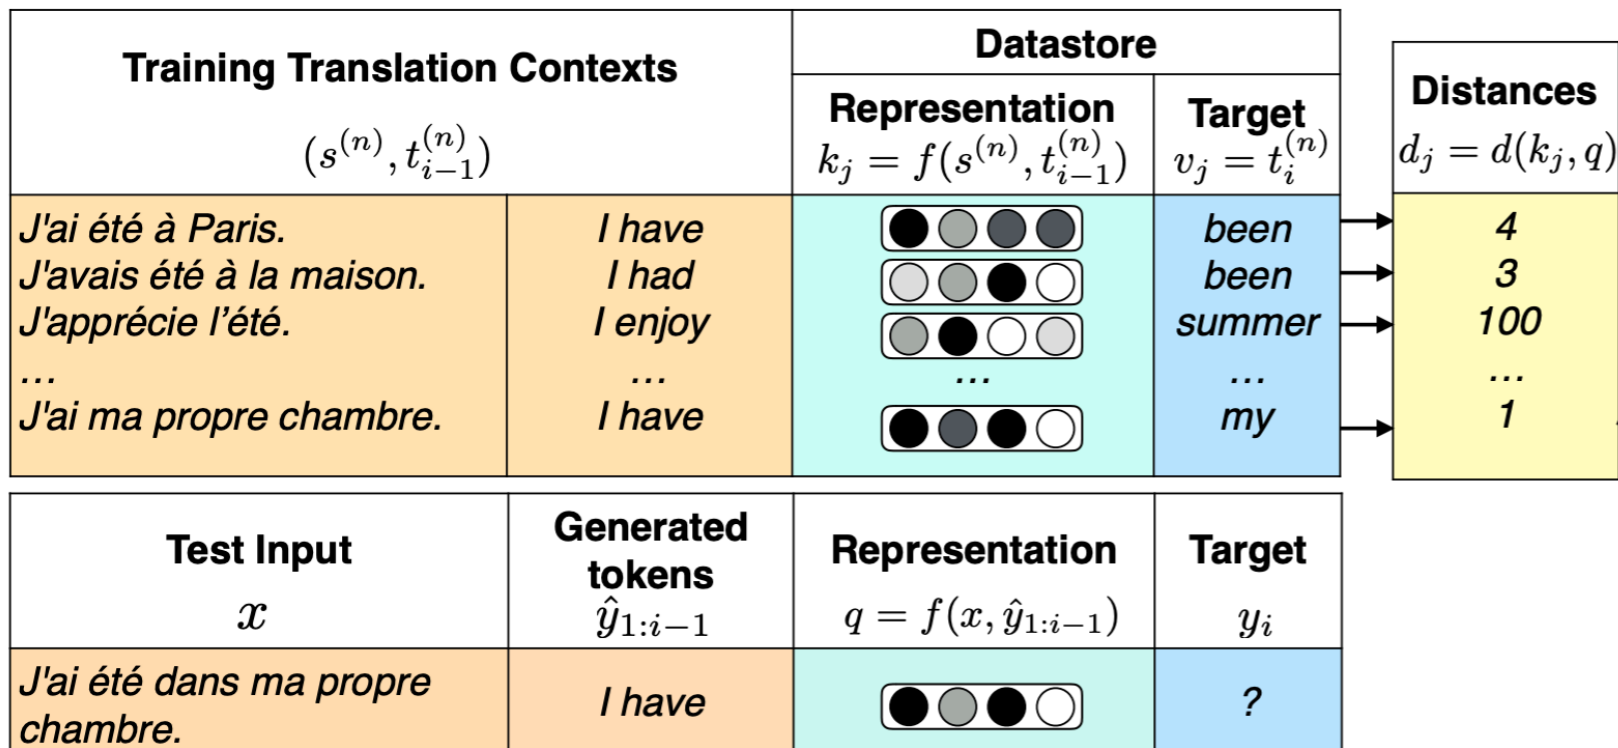 Training Translation Contexts
(s^{(n)}, t_{i-1}^{(n)})
Datastore
Representation
k_j = f(s^{(n)}, t_{i-1}^{(n)})
Target
v_j = t_i^{(n)}
Distances
d_j = d(k_j, q)
J'ai été à Paris. I have been 4
J'avais été à la maison. I had been 3
J'apprécie l'été. I enjoy summer 100
... ... ... ... ...
J'ai ma propre chambre. I have my 1
Test Input
x
Generated
tokens
ŷ_{1:i−1}
Representation
q = f(x, ŷ_{1:i−1})
Target
y_i
J'ai été dans ma propre
chambre.
I have
?